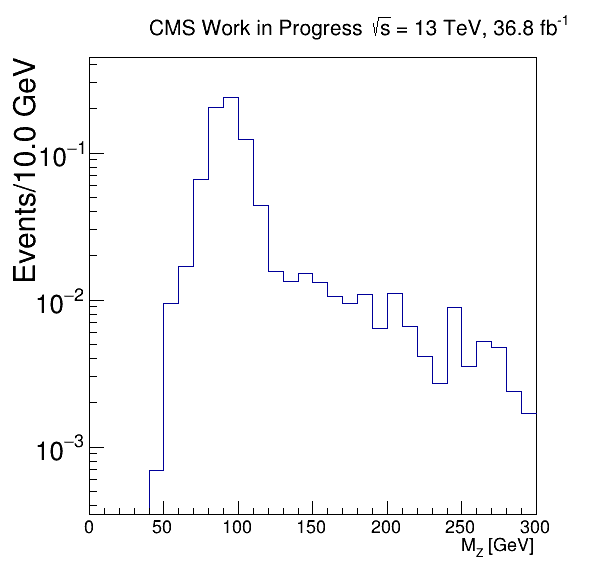 CMS Work in Progress √s = 13 TeV, 36.8 fb⁻¹
Events/10.0 GeV
10⁻¹
10⁻²
10⁻³
0 50 100 150 200 250 300
M_Z [GeV]